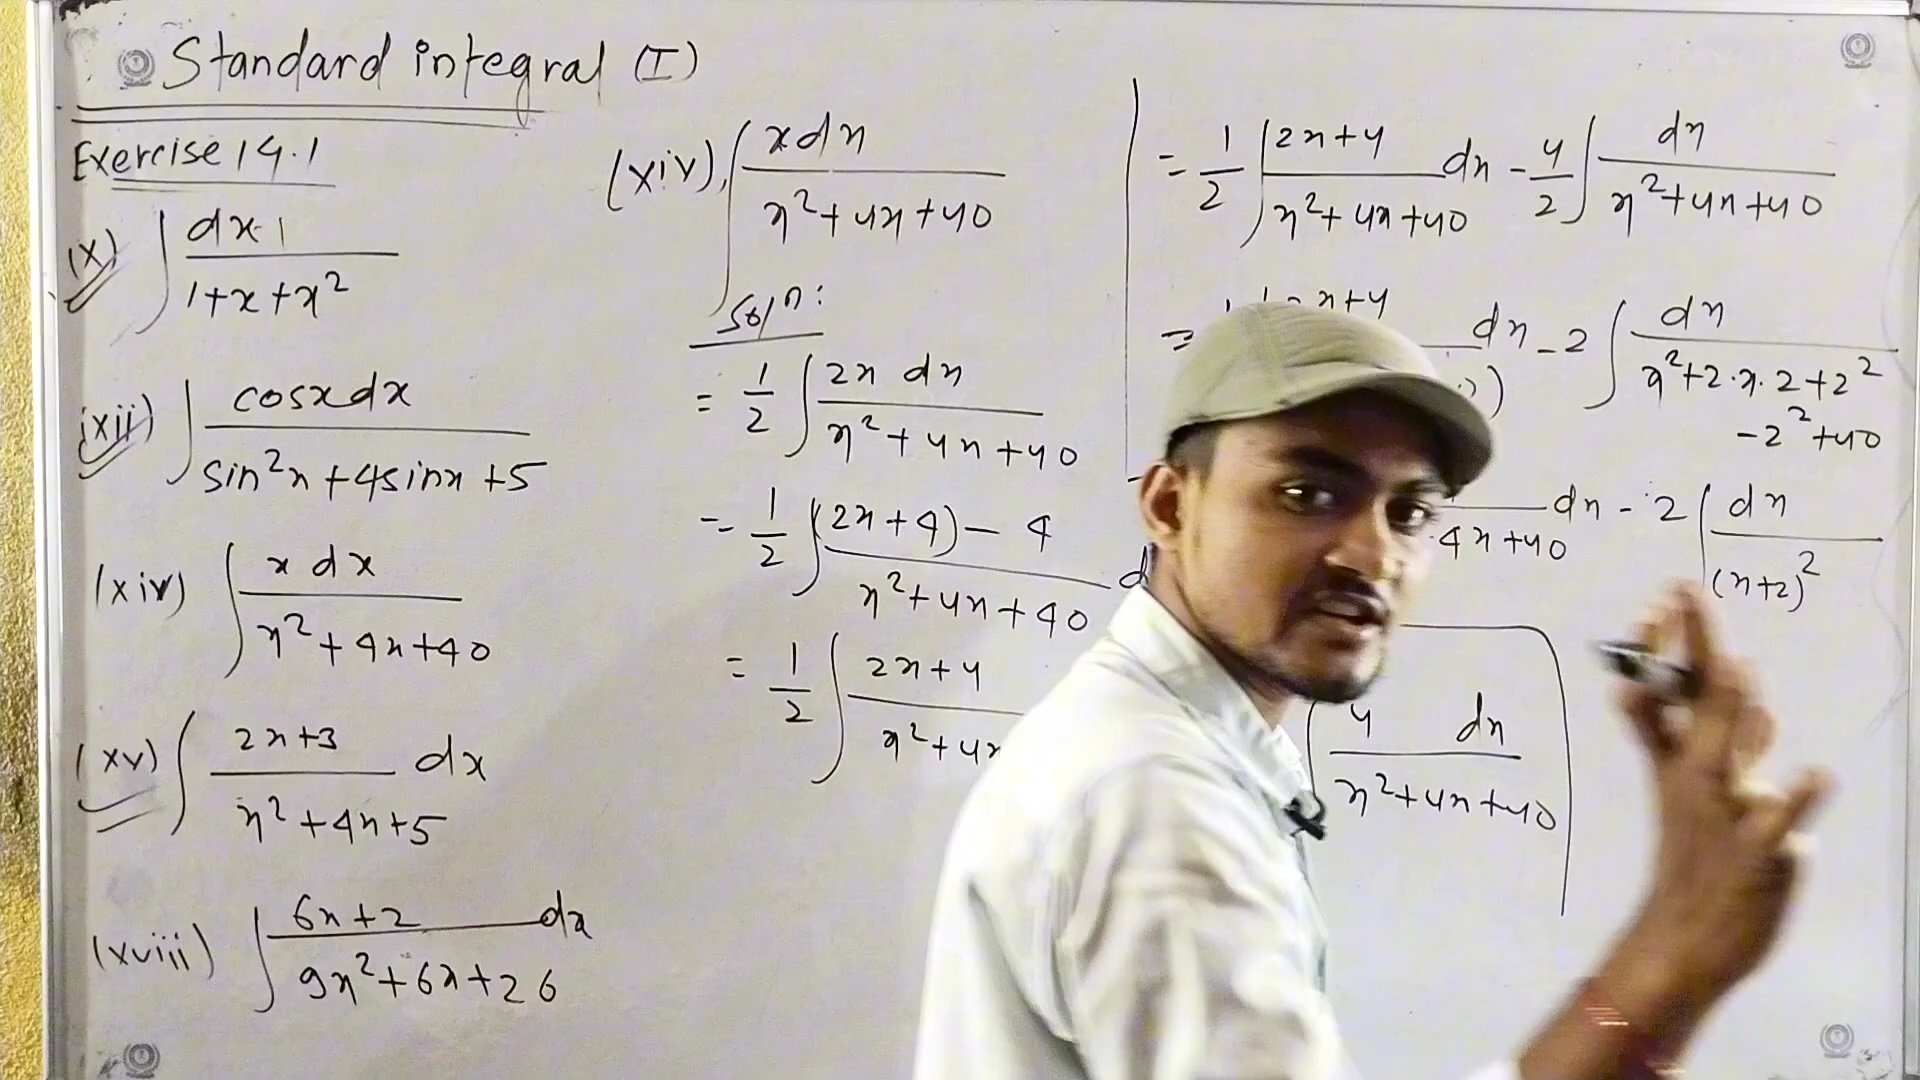 Standard integral (I)
Exercise 14.1
(x) ∫ dx·1 / 1+x+x²
(xii) ∫ cosx dx / sin²x+4sinx+5
(xiv) ∫ x dx / x²+4x+40
(xv) ∫ 2x+3 / x²+4x+5 dx
(xviii) ∫ 6x+2 / 9x²+6x+26 dx
(xiv), ∫ x dx / x²+4x+40
Solⁿ:
= 1/2 ∫ 2x dx / x²+4x+40
= 1/2 ∫ (2x+4)-4 / x²+4x+40 d
= 1/2 ∫ 2x+4 / x²+4x
= 1/2 ∫ 2x+4 / x²+4x+40 dx - 4/2 ∫ dx / x²+4x+40
= x+4 dx - 2 ∫ dx / x²+2·x·2+2²
-2²+40
4x+40 dx - 2 ∫ dx / (x+2)²
∫ 4 dx / x²+4x+40